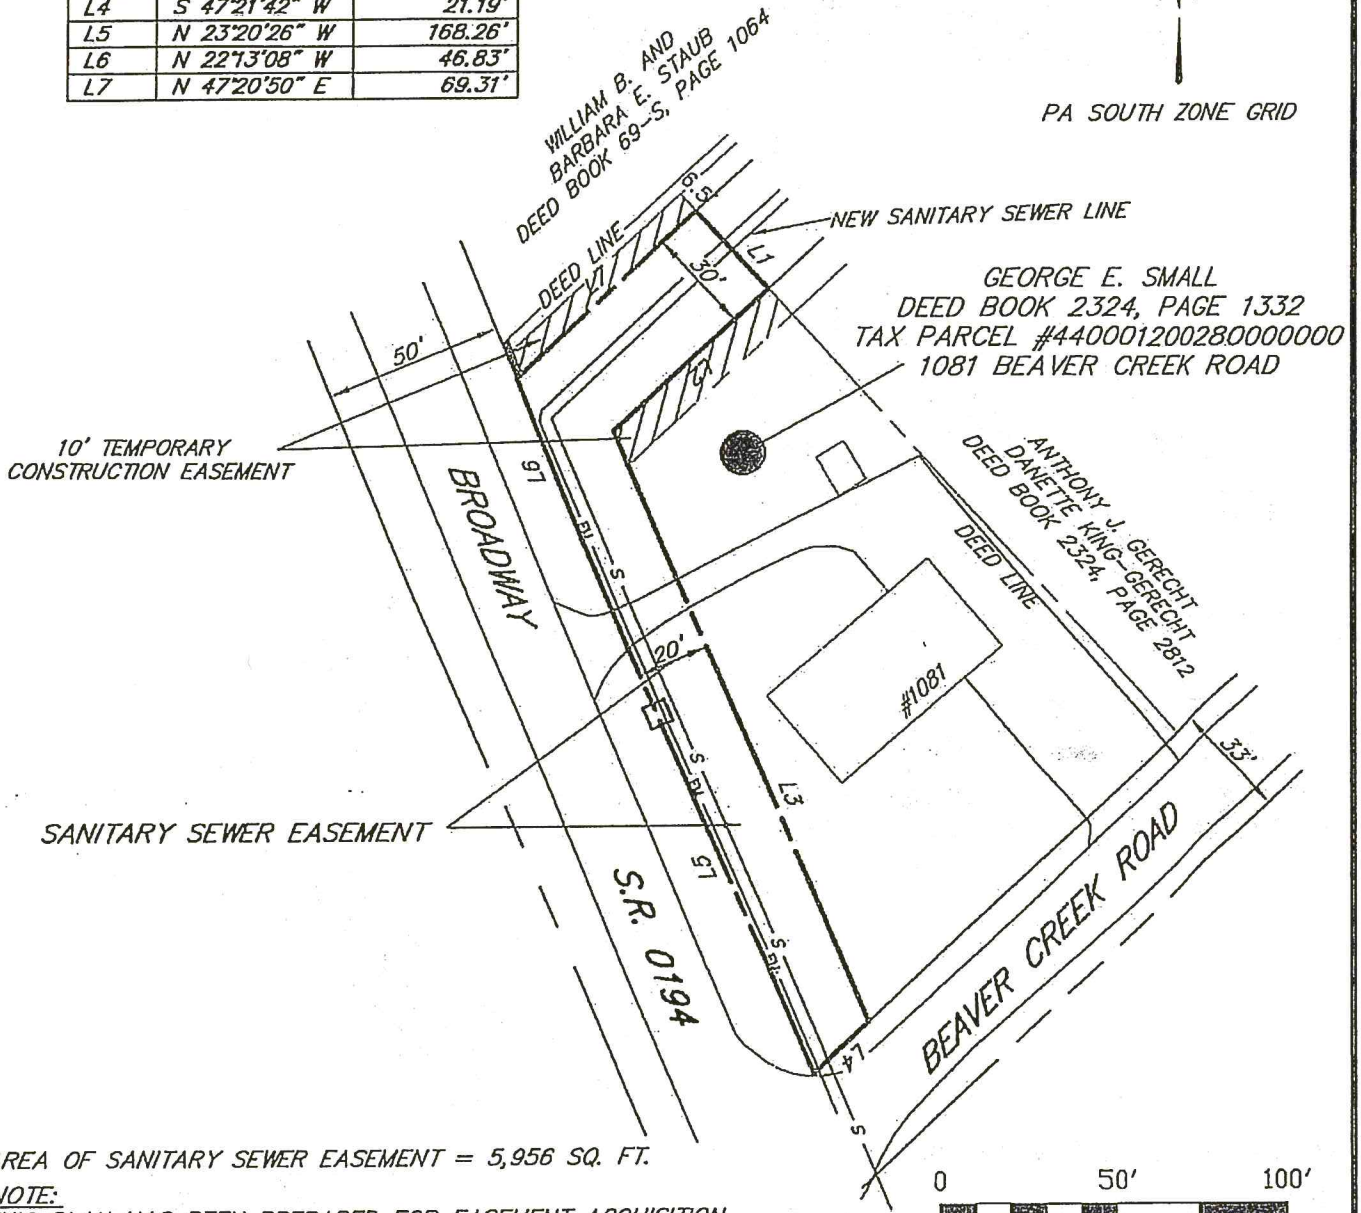 L4 S 47°21'42" W 21.19'
L5 N 23°20'26" W 168.26'
L6 N 22°13'08" W 46.83'
L7 N 47°20'50" E 69.31'
PA SOUTH ZONE GRID
WILLIAM B. AND
BARBARA E. STAUB
DEED BOOK 69-S, PAGE 1064
6.5'
NEW SANITARY SEWER LINE
DEED LINE
L7
L1
30'
GEORGE E. SMALL
DEED BOOK 2324, PAGE 1332
TAX PARCEL #440001200280000000
1081 BEAVER CREEK ROAD
50'
10' TEMPORARY
CONSTRUCTION EASEMENT
L6
BROADWAY
S
ANTHONY J. GERECHT
DANETTE KING-GERECHT
DEED BOOK 2324, PAGE 2812
DEED LINE
20'
#1081
33'
S
L3
SANITARY SEWER EASEMENT
L5
S.R. 0194
S
BEAVER CREEK ROAD
L4
S
REA OF SANITARY SEWER EASEMENT = 5,956 SQ. FT.
NOTE:
0 50' 100'